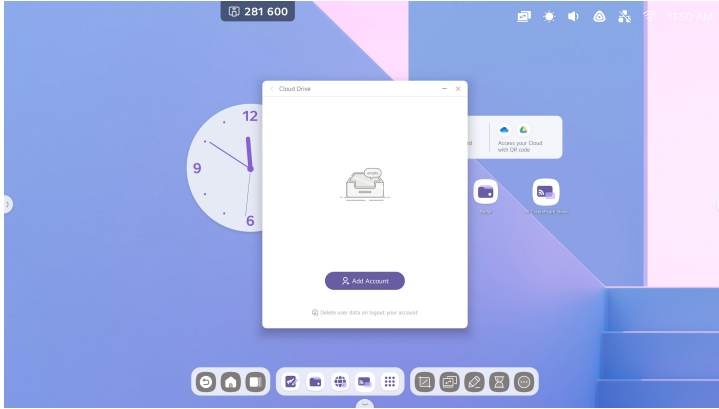 281 600
11:50 AM
Cloud Drive
12
9
6
empty
Access your Cloud
with QR code
Add Account
Delete user data on logout your account